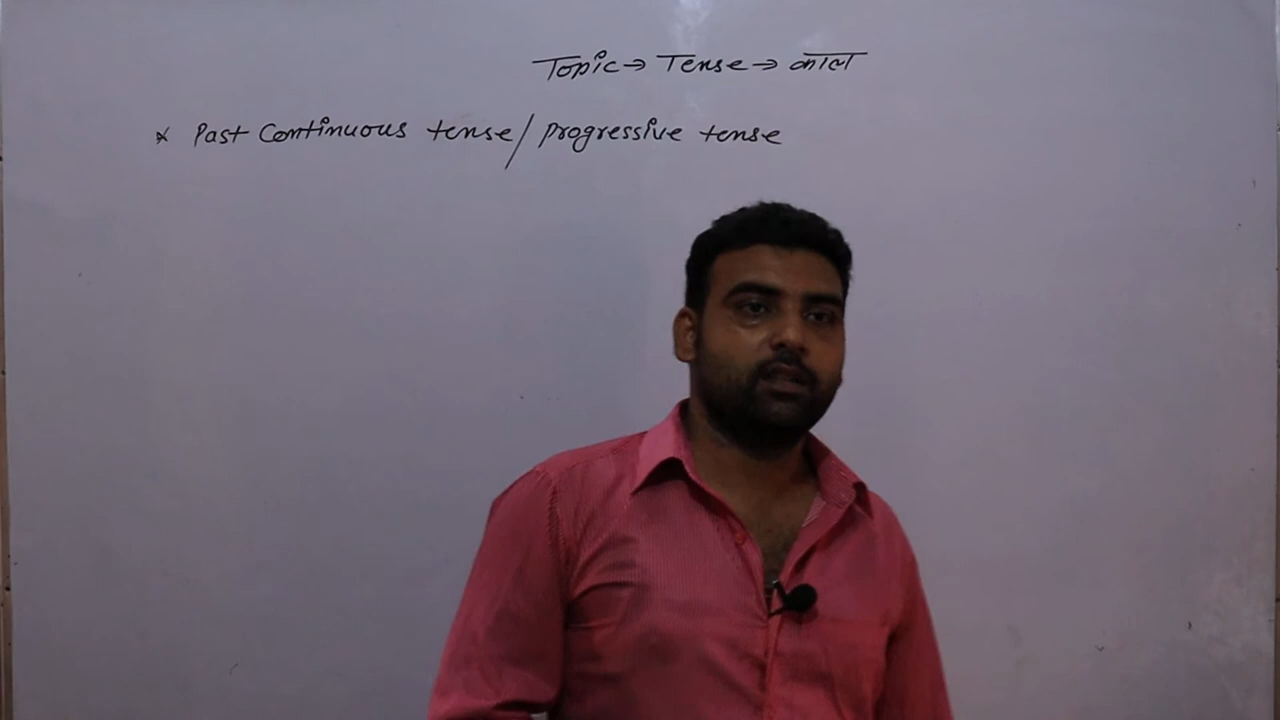 Topic → Tense → काल
* Past Continuous tense / progressive tense